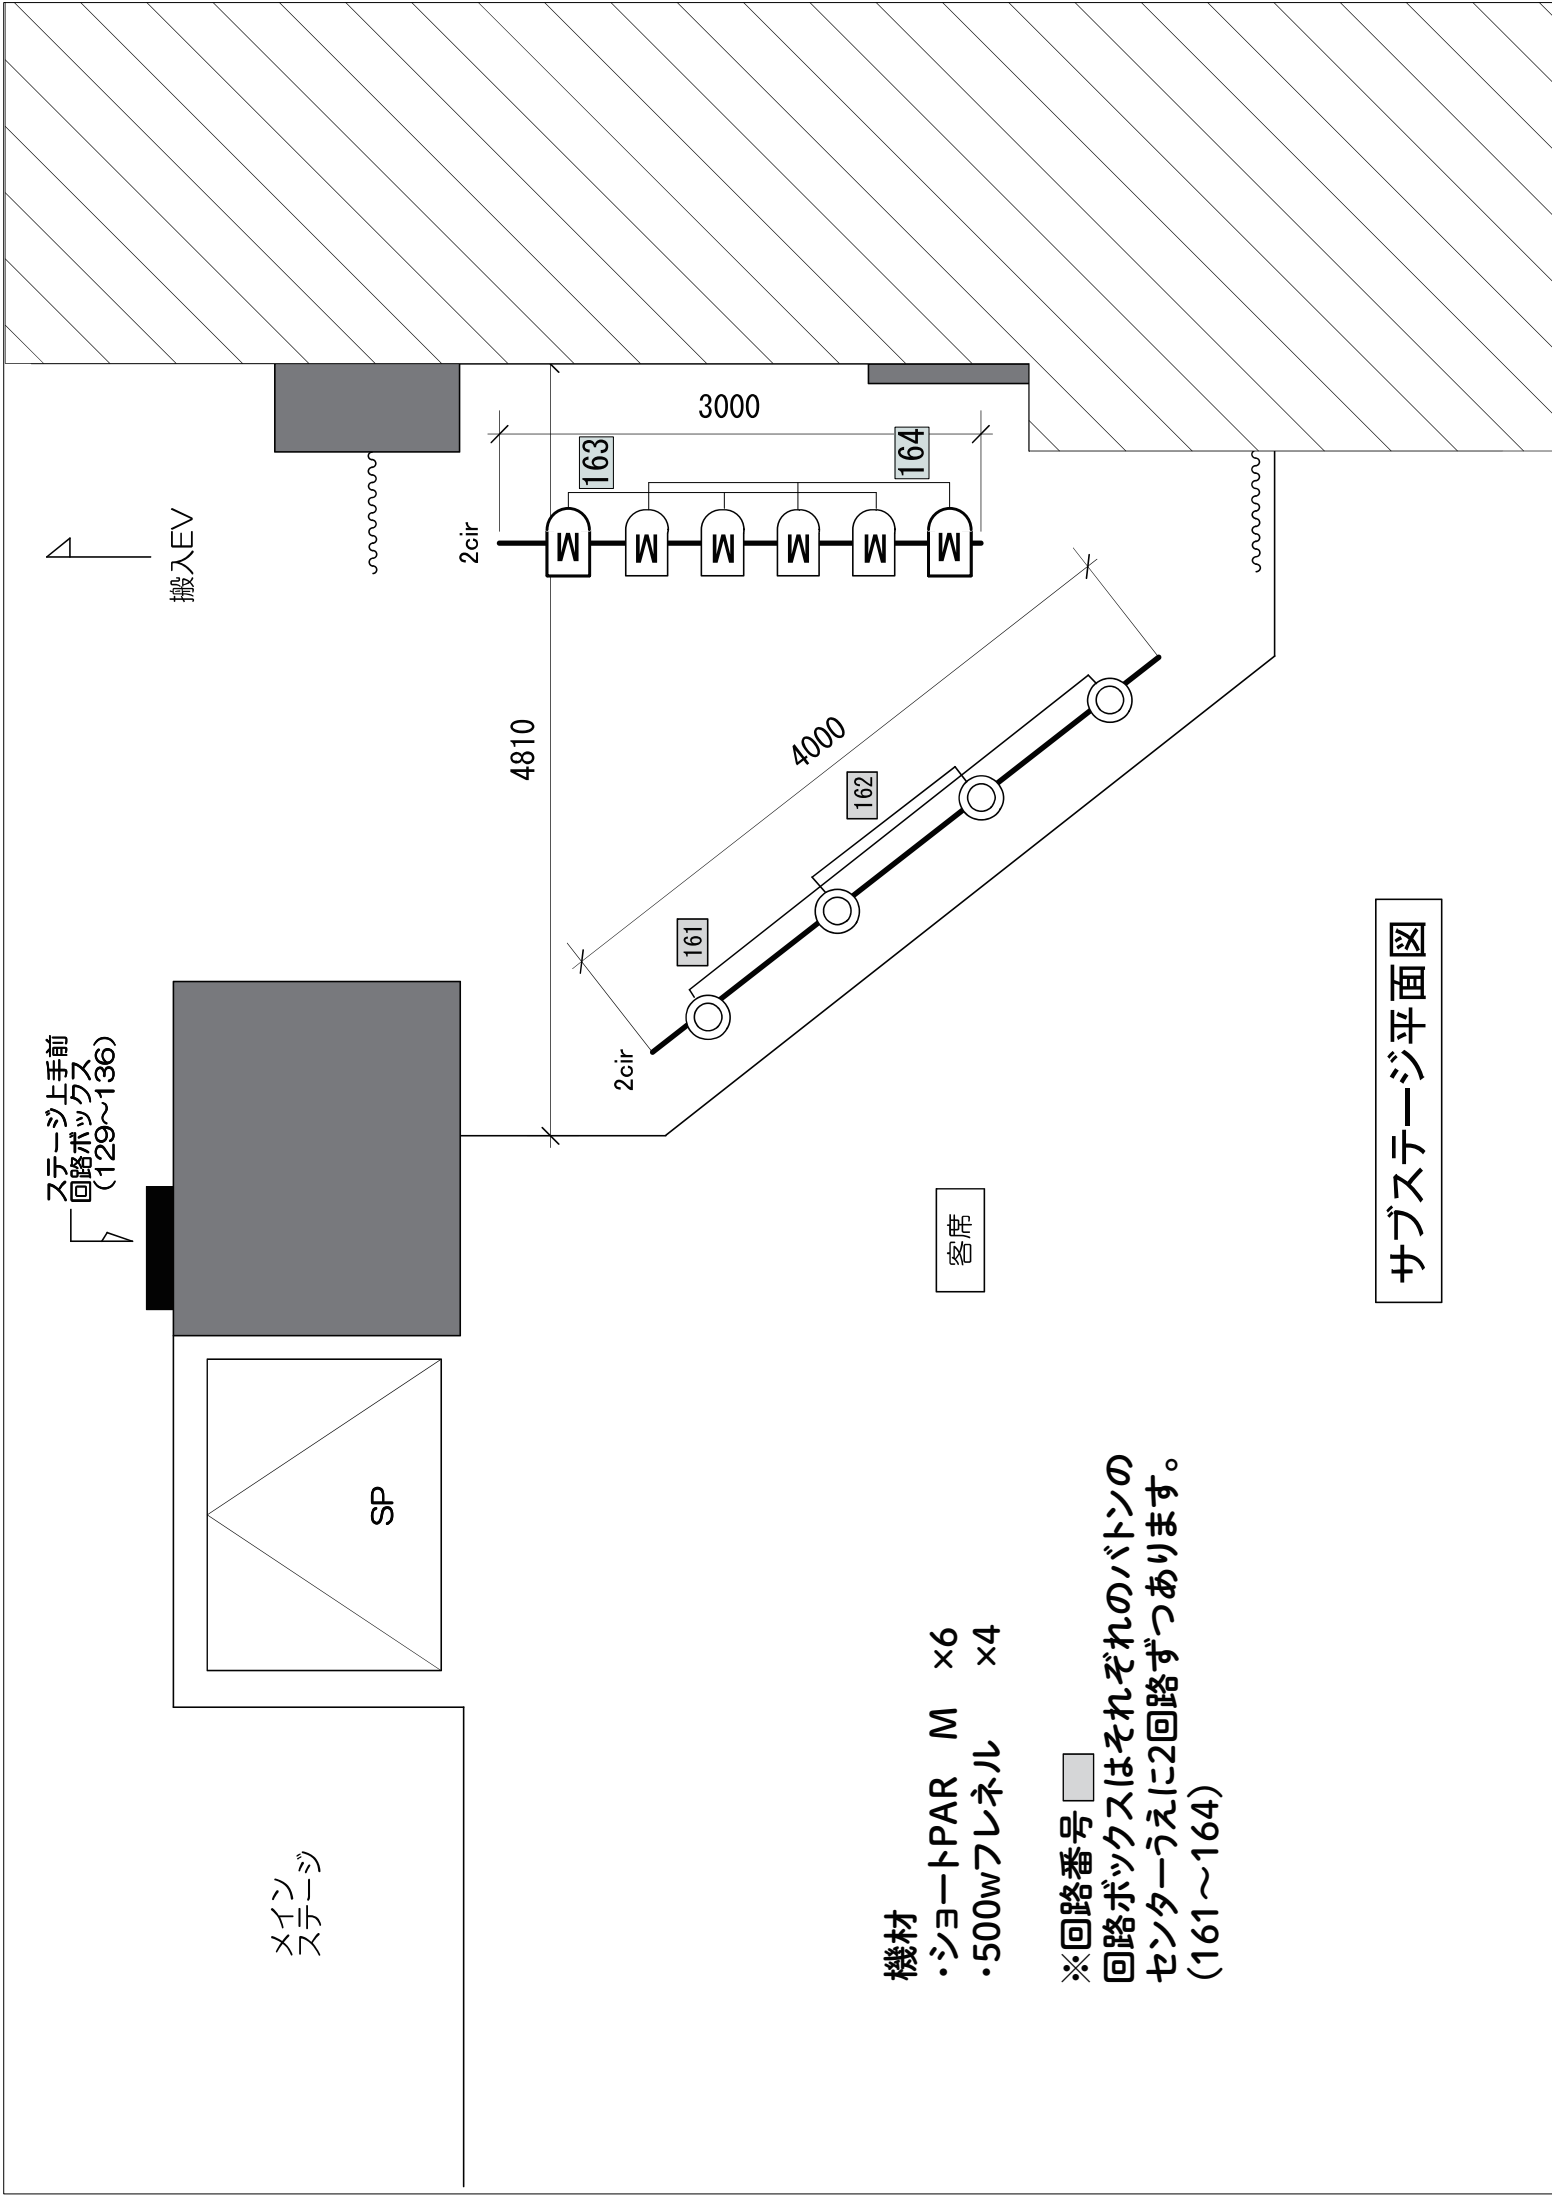 ステージ上手前
回路ボックス
(129～136)
搬入EV
SP
メイン
ステージ
4810
2cir
3000
163
164
M
M
M
M
M
M
2cir
161
162
4000
客席
機材
・ショートPAR　M　×6
・500wフレネル　　×4
※回路番号
回路ボックスはそれぞれのバトンの
センターうえに2回路ずつあります。
(161～164)
サブステージ平面図